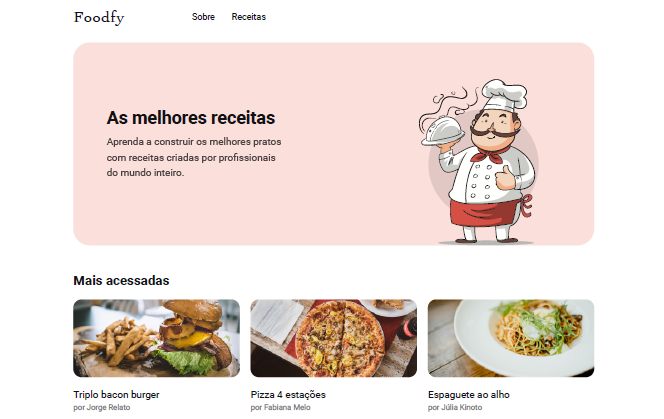 Foodfy
Sobre
Receitas
As melhores receitas
Aprenda a construir os melhores pratos
com receitas criadas por profissionais
do mundo inteiro.
Mais acessadas
Triplo bacon burger
por Jorge Relato
Pizza 4 estações
por Fabiana Melo
Espaguete ao alho
por Júlia Kinoto